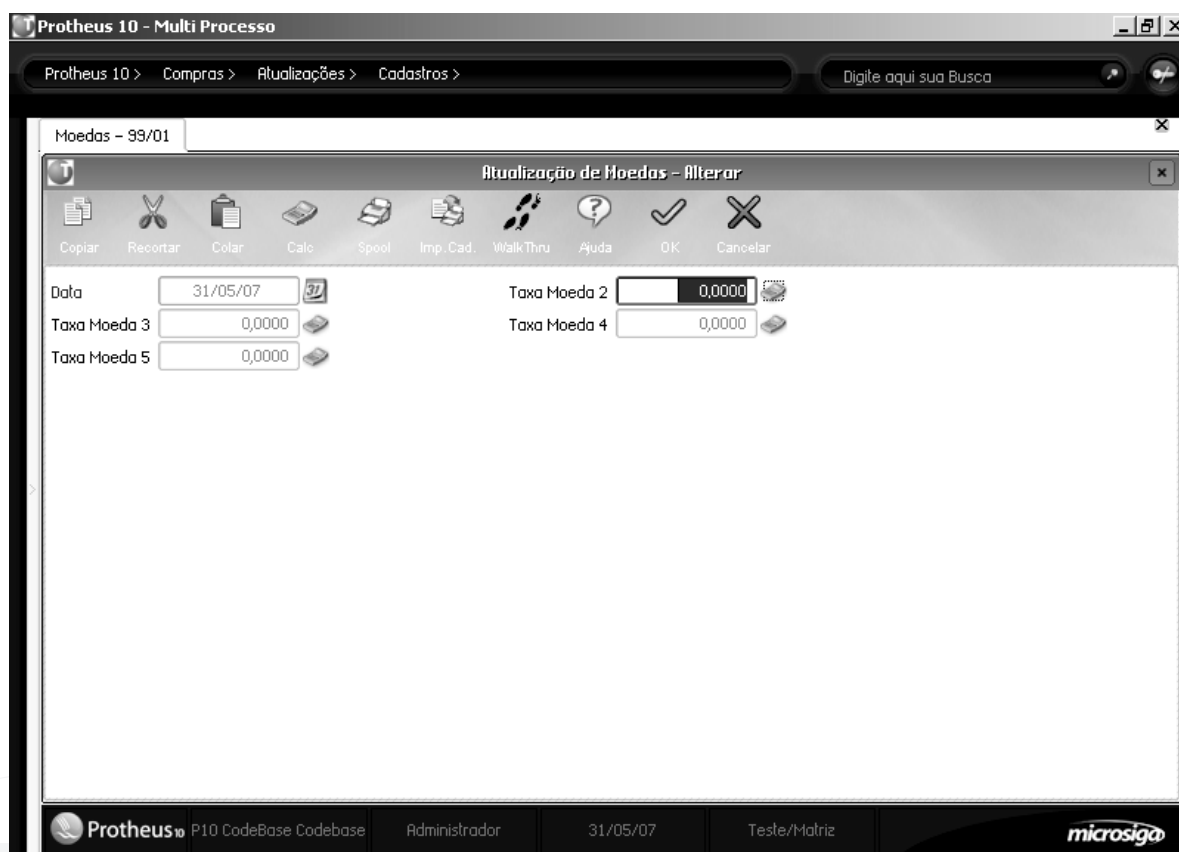 Protheus 10 - Multi Processo
Protheus 10 > Compras > Atualizações > Cadastros > Digite aqui sua Busca
Moedas – 99/01
Atualização de Moedas – Alterar
Copiar Recortar Colar Calc Spool Imp.Cad. WalkThru Ajuda OK Cancelar
Data 31/05/07 31 Taxa Moeda 2 0,0000
Taxa Moeda 3 0,0000 Taxa Moeda 4 0,0000
Taxa Moeda 5 0,0000
Protheus 10 P10 CodeBase Codebase Administrador 31/05/07 Teste/Matriz microsiga